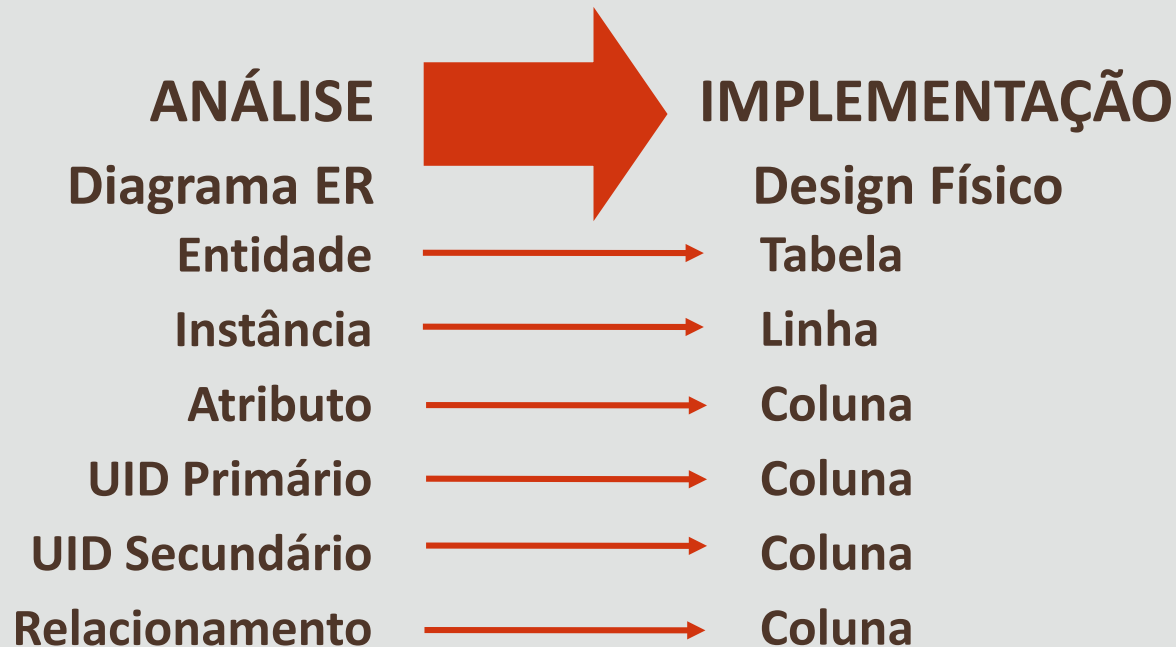 ANÁLISE IMPLEMENTAÇÃO
Diagrama ER Design Físico
Entidade Tabela
Instância Linha
Atributo Coluna
UID Primário Coluna
UID Secundário Coluna
Relacionamento Coluna